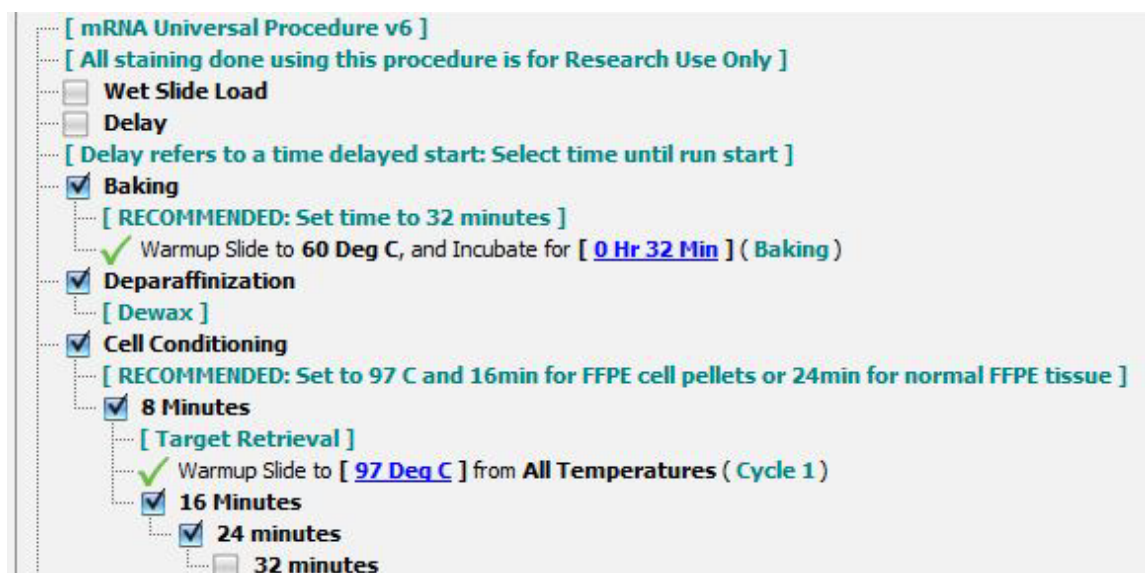 [ mRNA Universal Procedure v6 ]
[ All staining done using this procedure is for Research Use Only ]
Wet Slide Load
Delay
[ Delay refers to a time delayed start: Select time until run start ]
Baking
[ RECOMMENDED: Set time to 32 minutes ]
Warmup Slide to 60 Deg C, and Incubate for [ 0 Hr 32 Min ] ( Baking )
Deparaffinization
[ Dewax ]
Cell Conditioning
[ RECOMMENDED: Set to 97 C and 16min for FFPE cell pellets or 24min for normal FFPE tissue ]
8 Minutes
[ Target Retrieval ]
Warmup Slide to [ 97 Deg C ] from All Temperatures ( Cycle 1 )
16 Minutes
24 minutes
32 minutes